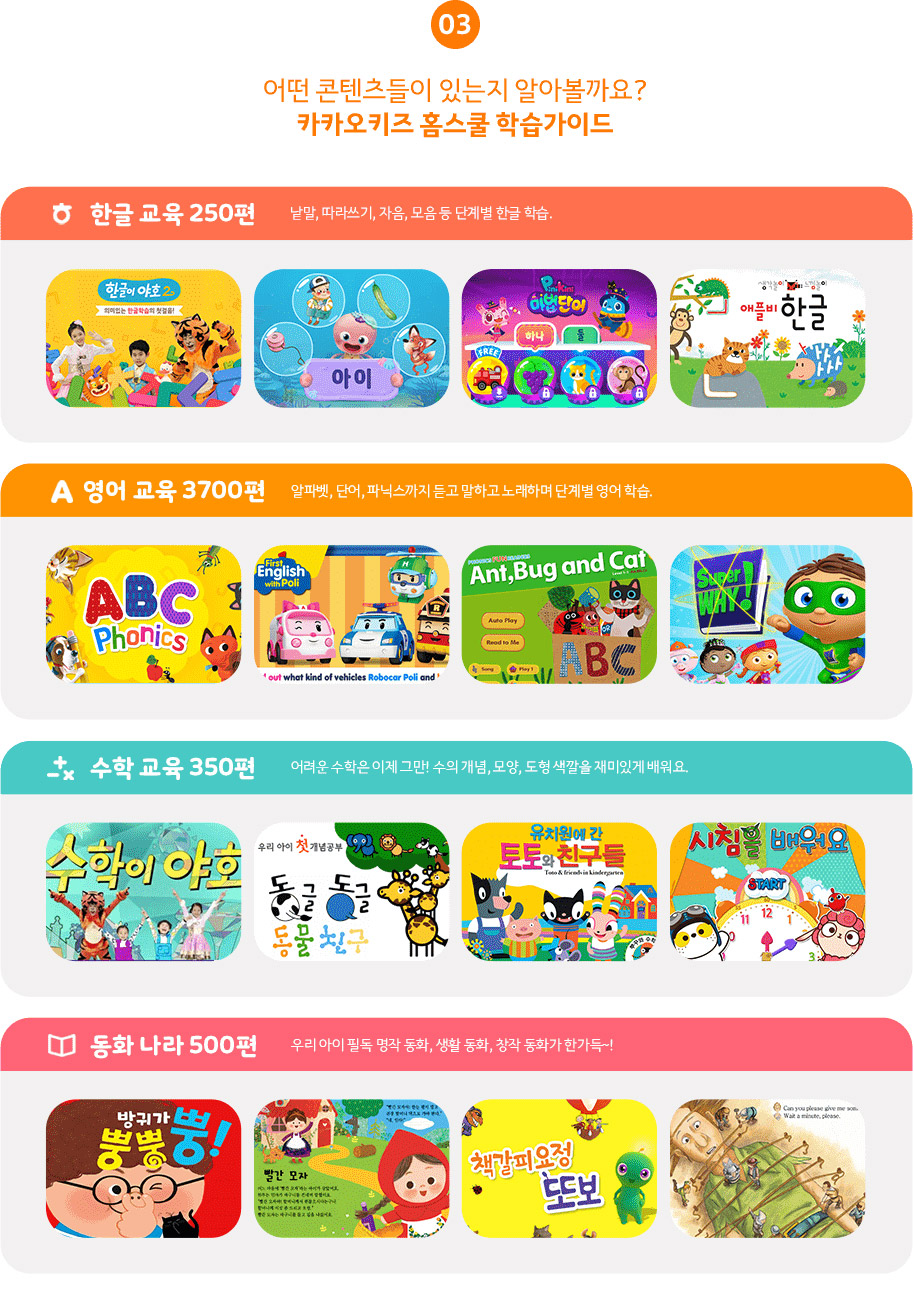 03
어떤 콘텐츠들이 있는지 알아볼까요?
카카오키즈 홈스쿨 학습가이드
한글 교육 250편
낱말, 따라쓰기, 자음, 모음 등 단계별 한글 학습.
한글이 야호 2
의미있는 한글학습의 첫걸음!
아이
PiniKini
마법단어
하나
둘
FREE
애플비 한글
A 영어 교육 3700편
알파벳, 단어, 파닉스까지 듣고 말하고 노래하며 단계별 영어 학습.
ABC
Phonics
First
English
with Poli
out what kind of vehicles Robocar Poli and
Ant,Bug and Cat
Auto Play
Read to Me
Song
Play 1
ABC
Super
WHY!
수학 교육 350편
어려운 수학은 이제 그만! 수의 개념, 모양, 도형 색깔을 재미있게 배워요.
수학이 야호
우리 아이 첫 개념공부
동글 동글
동물 친구
유치원에 간
토토와 친구들
Toto & friends in kindergarten
시침을 배워요
START
11 12 1
10
3
동화 나라 500편
우리 아이 필독 명작 동화, 생활 동화, 창작 동화가 한가득~!
방귀가
뿡뿡뿡!
빨간 모자
책갈피요정
또보
Can you please give me some
Wait a minute, please.